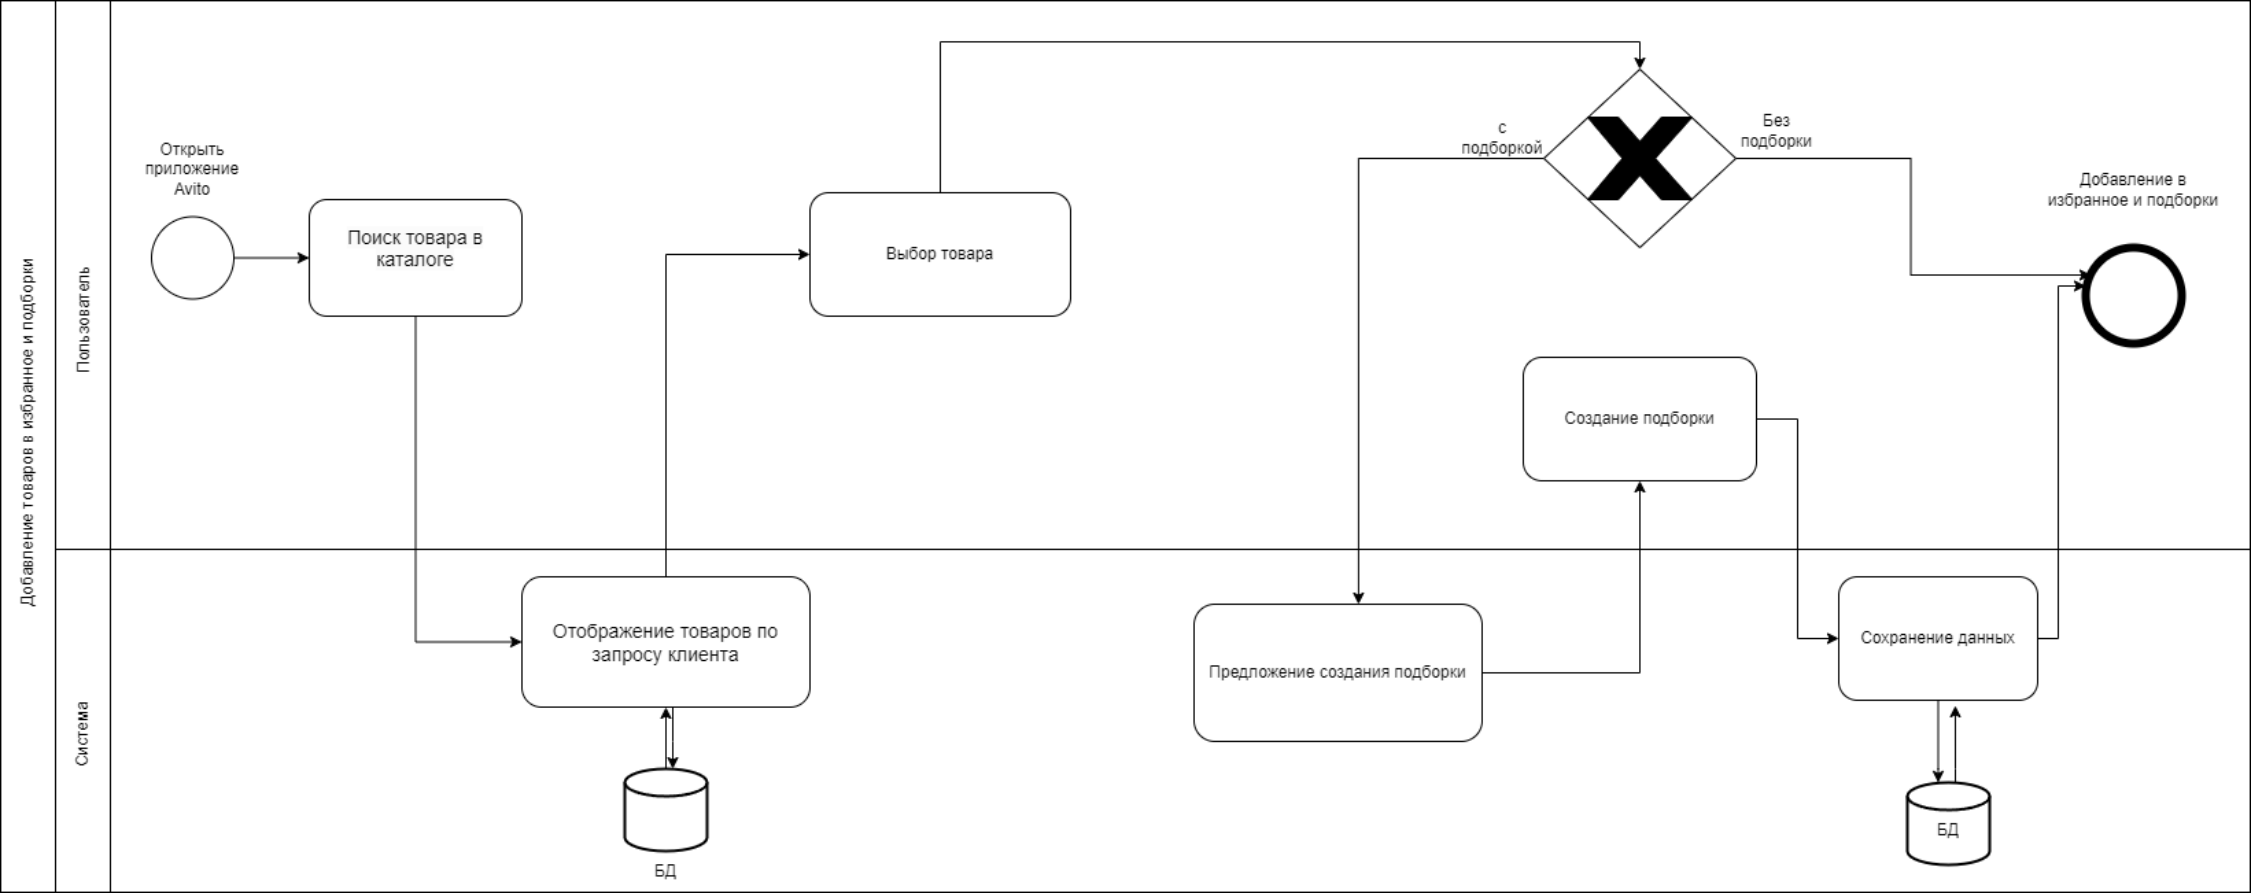 Добавление товаров в избранное и подборки
Пользователь
Открыть
приложение
Avito
Поиск товара в
каталоге
Выбор товара
с
подборкой
Без
подборки
Добавление в
избранное и подборки
Создание подборки
Система
Отображение товаров по
запросу клиента
БД
Предложение создания подборки
Сохранение данных
БД